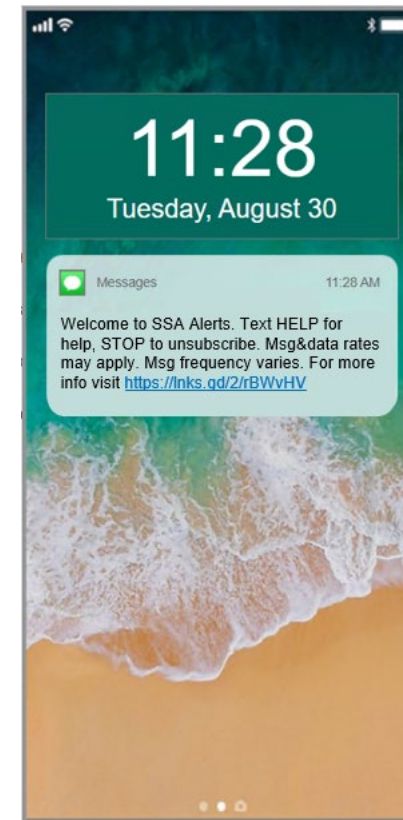 11:28
Tuesday, August 30
Messages 11:28 AM
Welcome to SSA Alerts. Text HELP for
help, STOP to unsubscribe. Msg&data rates
may apply. Msg frequency varies. For more
info visit https://lnks.gd/2/rBWvHV